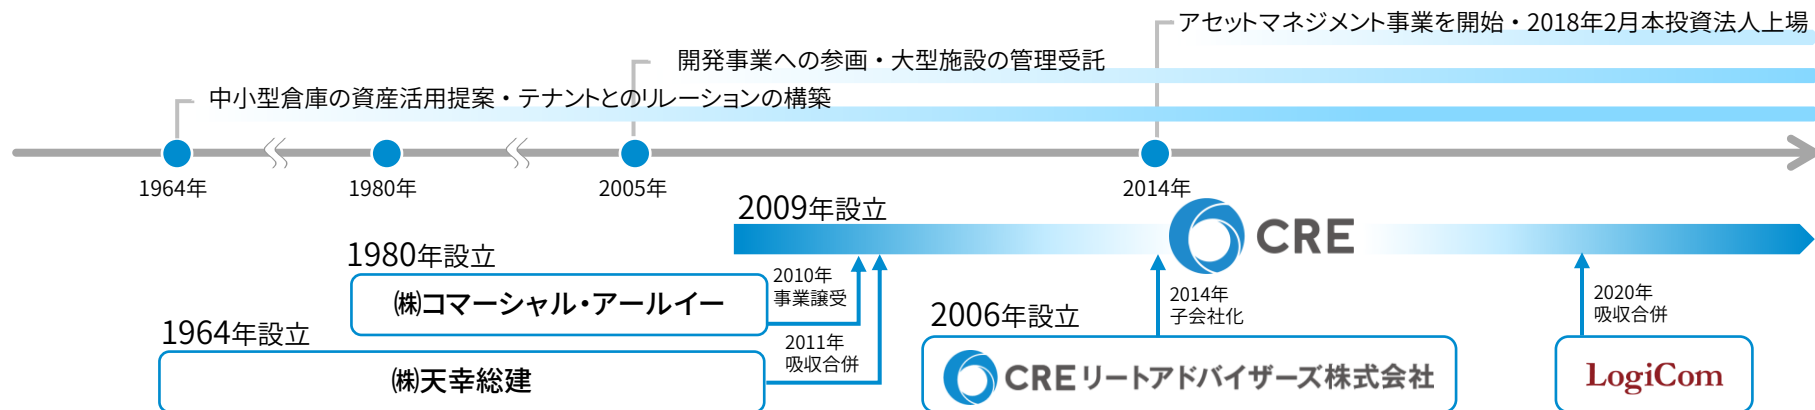 アセットマネジメント事業を開始・2018年2月本投資法人上場
開発事業への参画・大型施設の管理受託
中小型倉庫の資産活用提案・テナントとのリレーションの構築
1964年
1980年
2005年
2014年
2009年設立
CRE
1980年設立
㈱コマーシャル・アールイー
2010年
事業譲受
1964年設立
㈱天幸総建
2011年
吸収合併
2006年設立
CREリートアドバイザーズ株式会社
2014年
子会社化
2020年
吸収合併
LogiCom